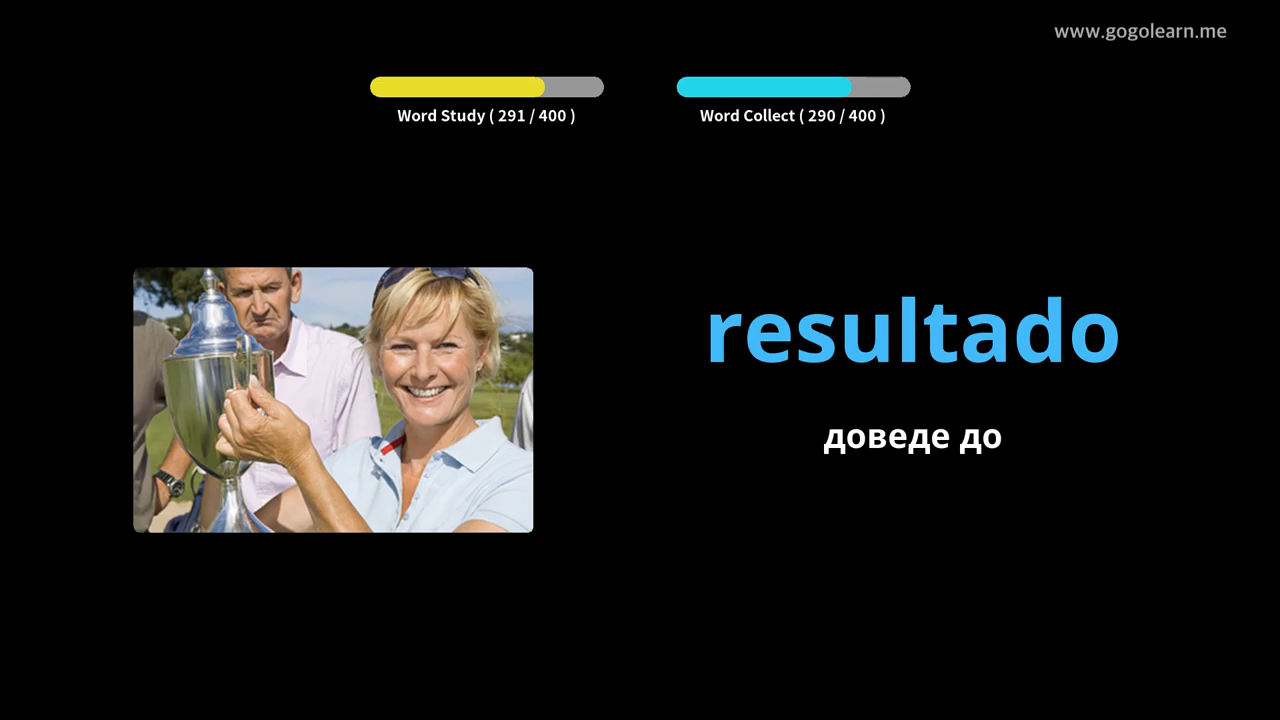 www.gogolearn.me
Word Study ( 291 / 400 )
Word Collect ( 290 / 400 )
resultado
доведе до